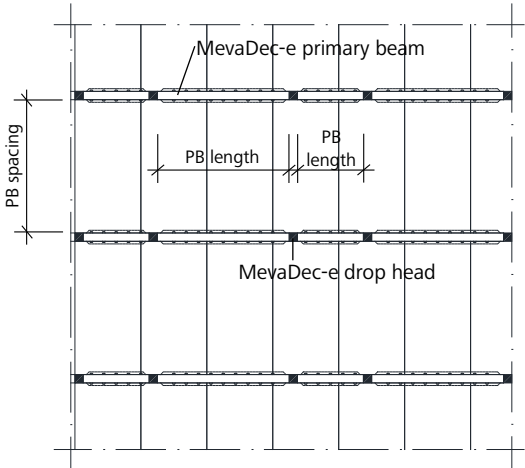 MevaDec-e primary beam
PB spacing
PB length
PB
length
MevaDec-e drop head